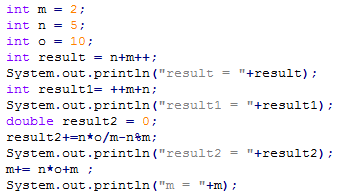 int m = 2;
int n = 5;
int o = 10;
int result = n+m++;
System.out.println("result = "+result);
int result1= ++m+n;
System.out.println("result1 = "+result1);
double result2 = 0;
result2+=n*o/m-n%m;
System.out.println("result2 = "+result2);
m+= n*o+m ;
System.out.println("m = "+m);